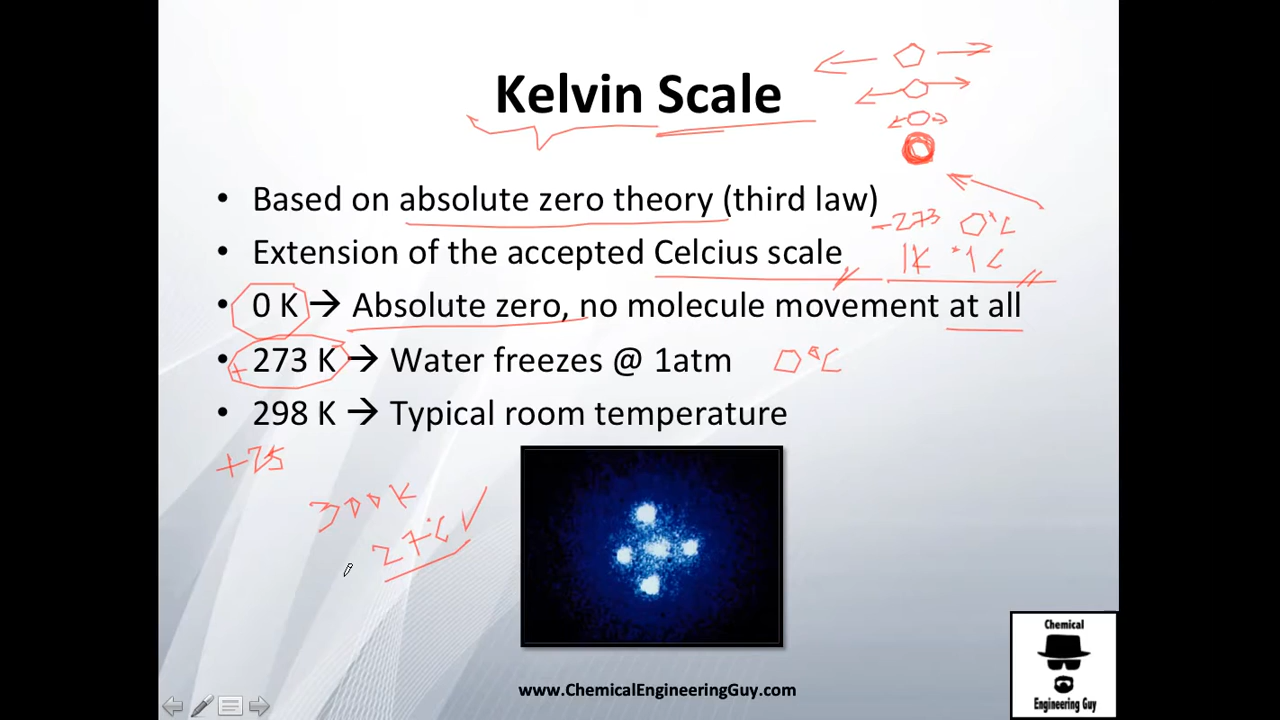 Kelvin Scale
• Based on absolute zero theory (third law)
-273 0°C
• Extension of the accepted Celcius scale
1K °1 C
• 0 K → Absolute zero, no molecule movement at all
• + 273 K → Water freezes @ 1atm 0°C
• 298 K → Typical room temperature
+25
300K
27°C
www.ChemicalEngineeringGuy.com
Chemical
Engineering Guy